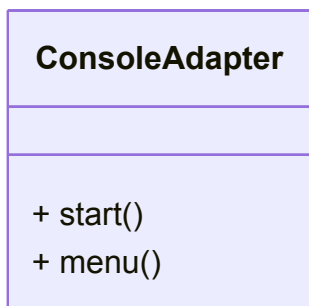 ConsoleAdapter
+ start()
+ menu()